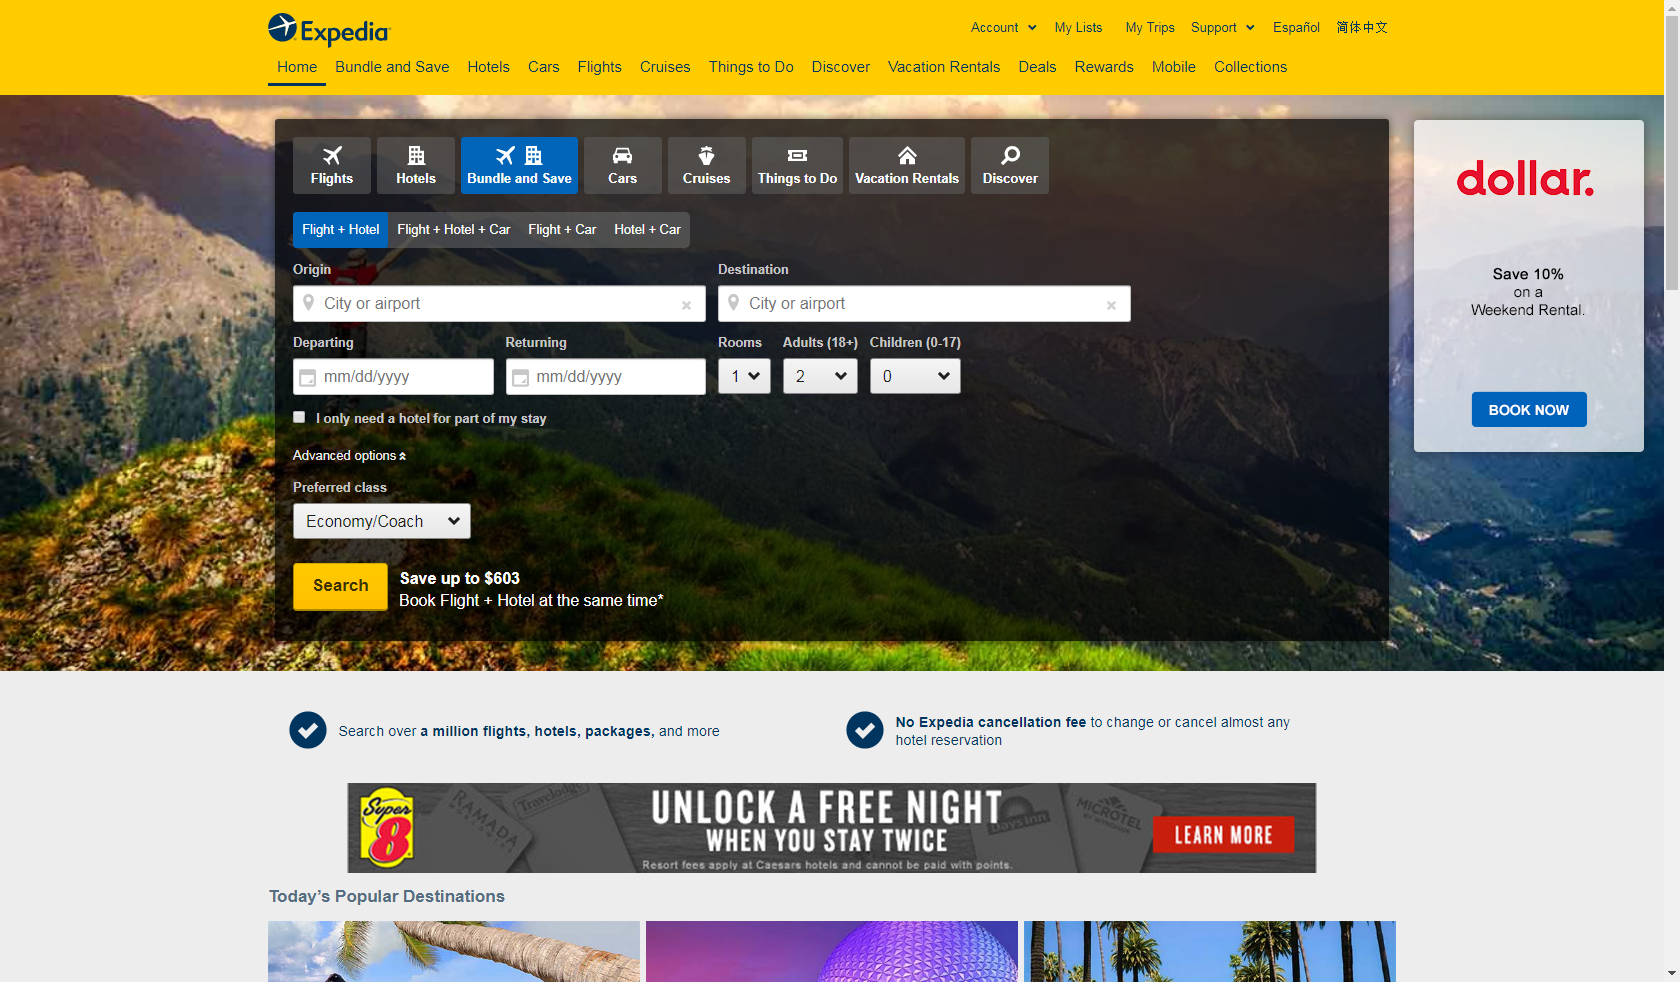 Expedia
Account
My Lists
My Trips
Support
Español
简体中文
Home
Bundle and Save
Hotels
Cars
Flights
Cruises
Things to Do
Discover
Vacation Rentals
Deals
Rewards
Mobile
Collections
Flights
Hotels
Bundle and Save
Cars
Cruises
Things to Do
Vacation Rentals
Discover
Flight + Hotel
Flight + Hotel + Car
Flight + Car
Hotel + Car
Origin
Destination
City or airport
City or airport
Departing
Returning
Rooms
Adults (18+)
Children (0-17)
mm/dd/yyyy
mm/dd/yyyy
1
2
0
I only need a hotel for part of my stay
Advanced options
Preferred class
Economy/Coach
Search
Save up to $603
Book Flight + Hotel at the same time*
dollar.
Save 10%
on a
Weekend Rental.
BOOK NOW
Search over a million flights, hotels, packages, and more
No Expedia cancellation fee to change or cancel almost any
hotel reservation
Super
8
RAMADA
Travelodge
UNLOCK A FREE NIGHT
WHEN YOU STAY TWICE
Resort fees apply at Caesars hotels and cannot be paid with points.
Days Inn
MICROTEL
BY WYNDHAM
LEARN MORE
Today’s Popular Destinations